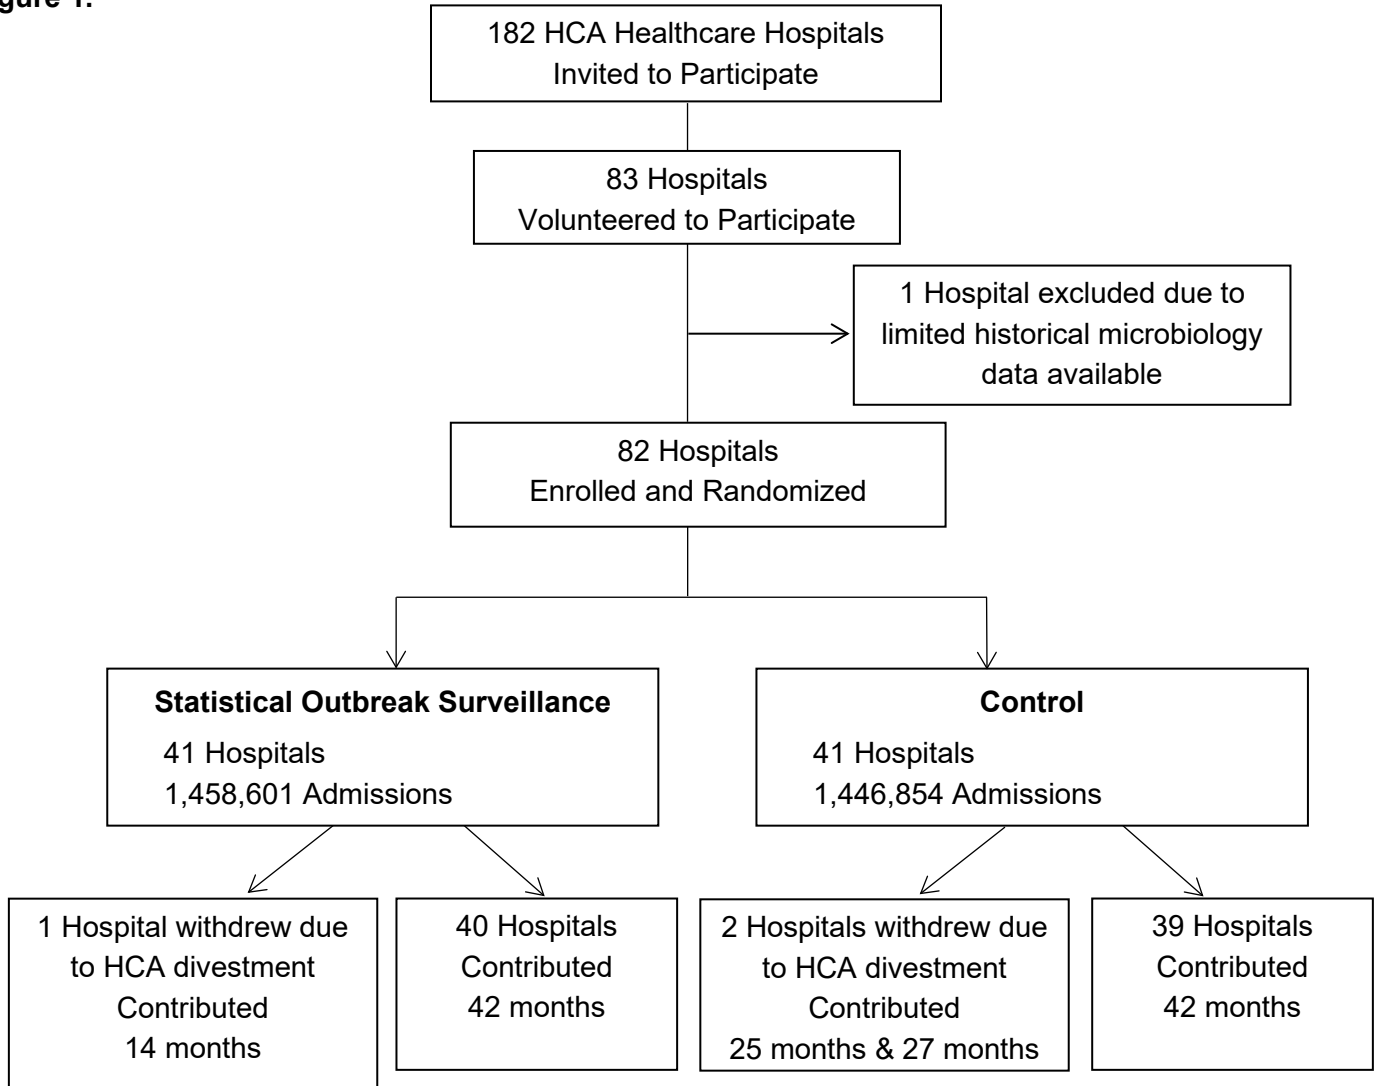 gure 1.
182 HCA Healthcare Hospitals
Invited to Participate
83 Hospitals
Volunteered to Participate
1 Hospital excluded due to
limited historical microbiology
data available
82 Hospitals
Enrolled and Randomized
Statistical Outbreak Surveillance
41 Hospitals
1,458,601 Admissions
Control
41 Hospitals
1,446,854 Admissions
1 Hospital withdrew due
to HCA divestment
Contributed
14 months
40 Hospitals
Contributed
42 months
2 Hospitals withdrew due
to HCA divestment
Contributed
25 months & 27 months
39 Hospitals
Contributed
42 months